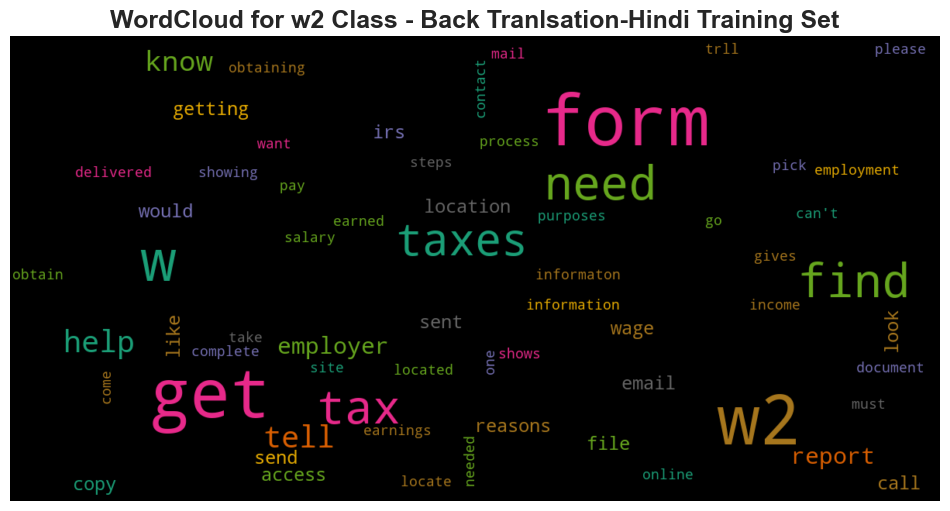 WordCloud for w2 Class - Back Tranlsation-Hindi Training Set
know
obtaining
mail
trll
please
contact
getting
form
irs
want
process
steps
delivered
showing
pick
employment
pay
need
would
location
purposes
can't
earned
go
salary
taxes
w
gives
find
obtain
informaton
information
income
sent
wage
look
like
help
take
employer
complete
one
shows
site
located
document
come
get
email
must
tax
w2
tell
earnings
reasons
file
send
needed
report
access
online
copy
locate
call